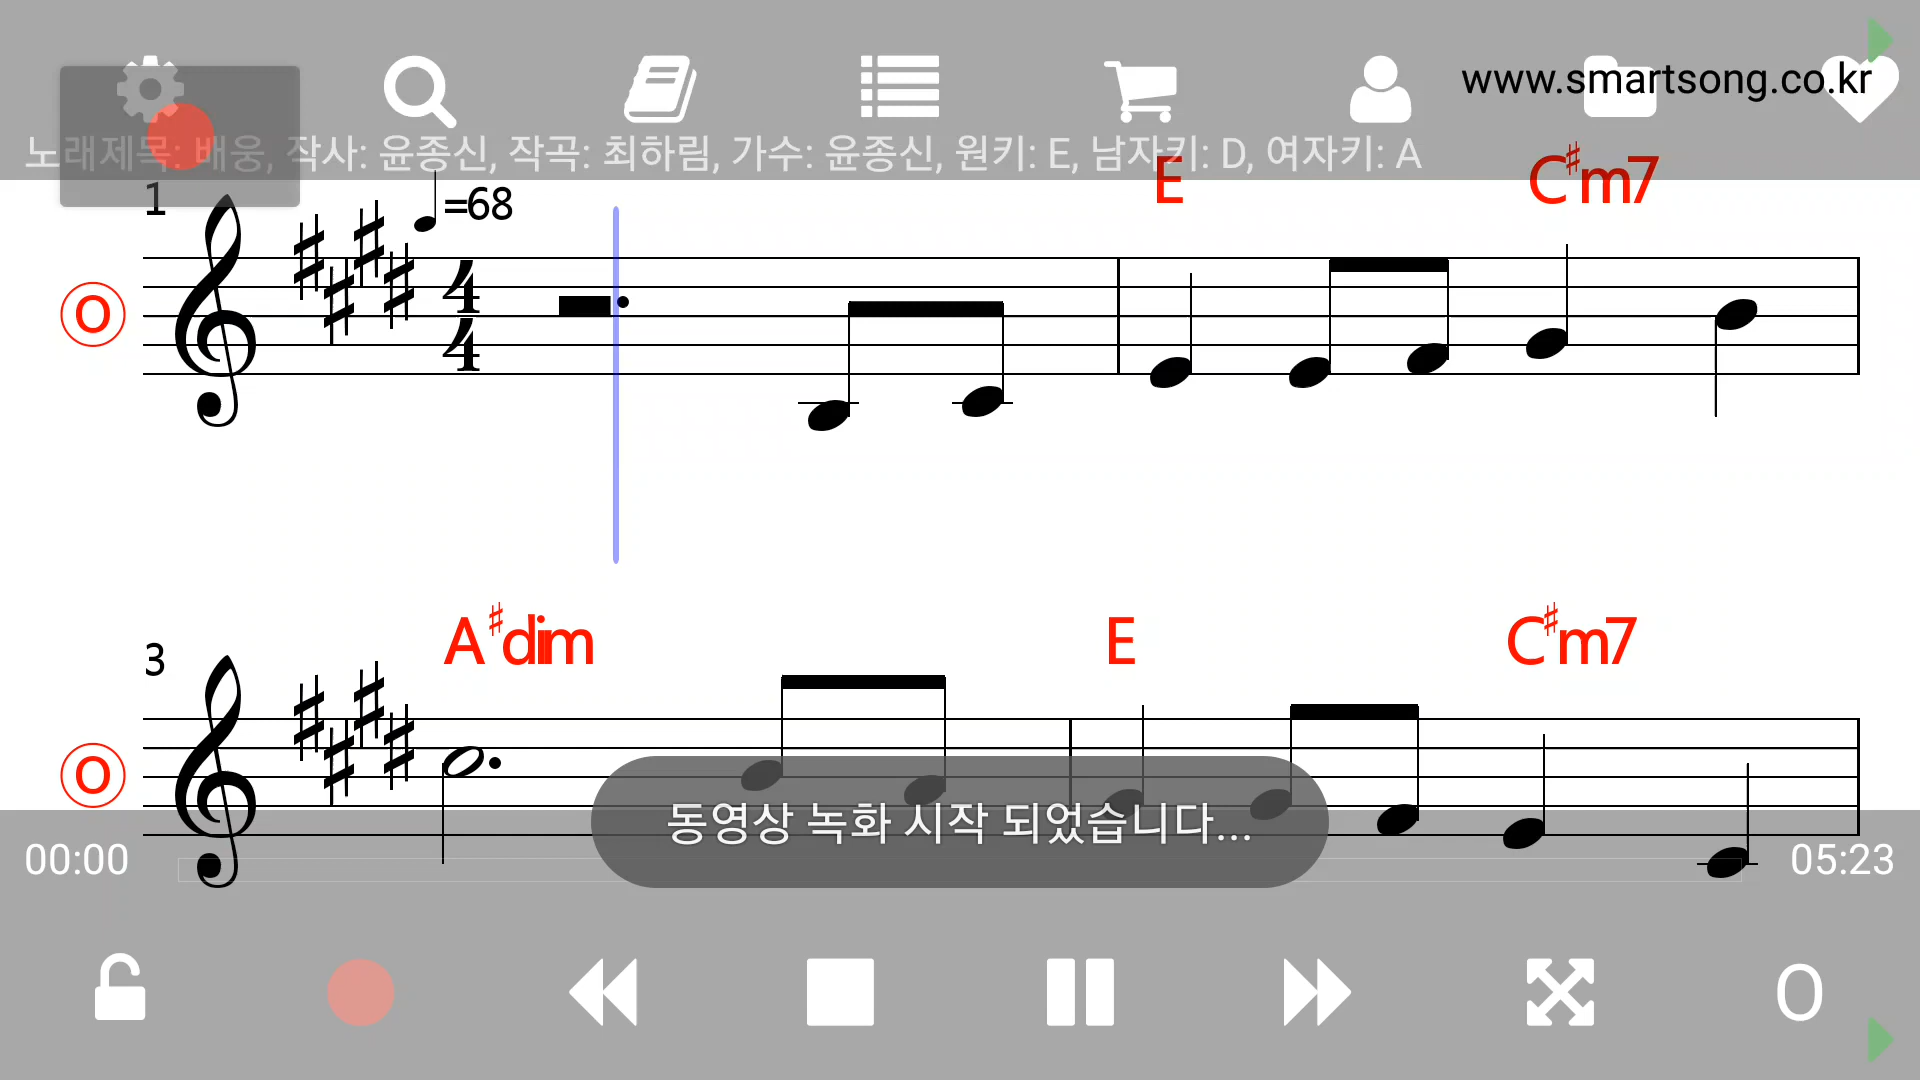 www.smartsong.co.kr
노래제목: 배웅, 작사: 윤종신, 작곡: 최하림, 가수: 윤종신, 원키: E, 남자키: D, 여자키: A
E C♯m7
1 =68
O 4 4
A♯dim E C♯m7
3
O
동영상 녹화 시작 되었습니다...
00:00 05:23
O